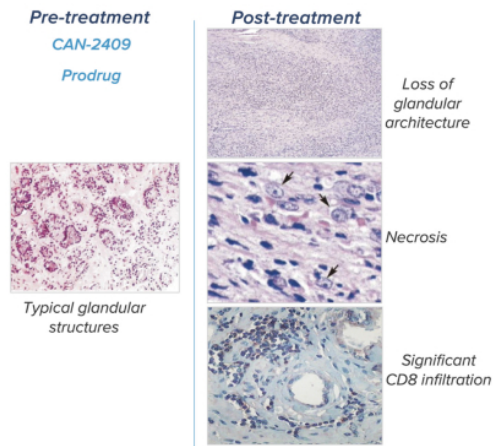 Pre-treatment
CAN-2409
Prodrug
Typical glandular
structures
Post-treatment
Loss of
glandular
architecture
Necrosis
Significant
CD8 infiltration